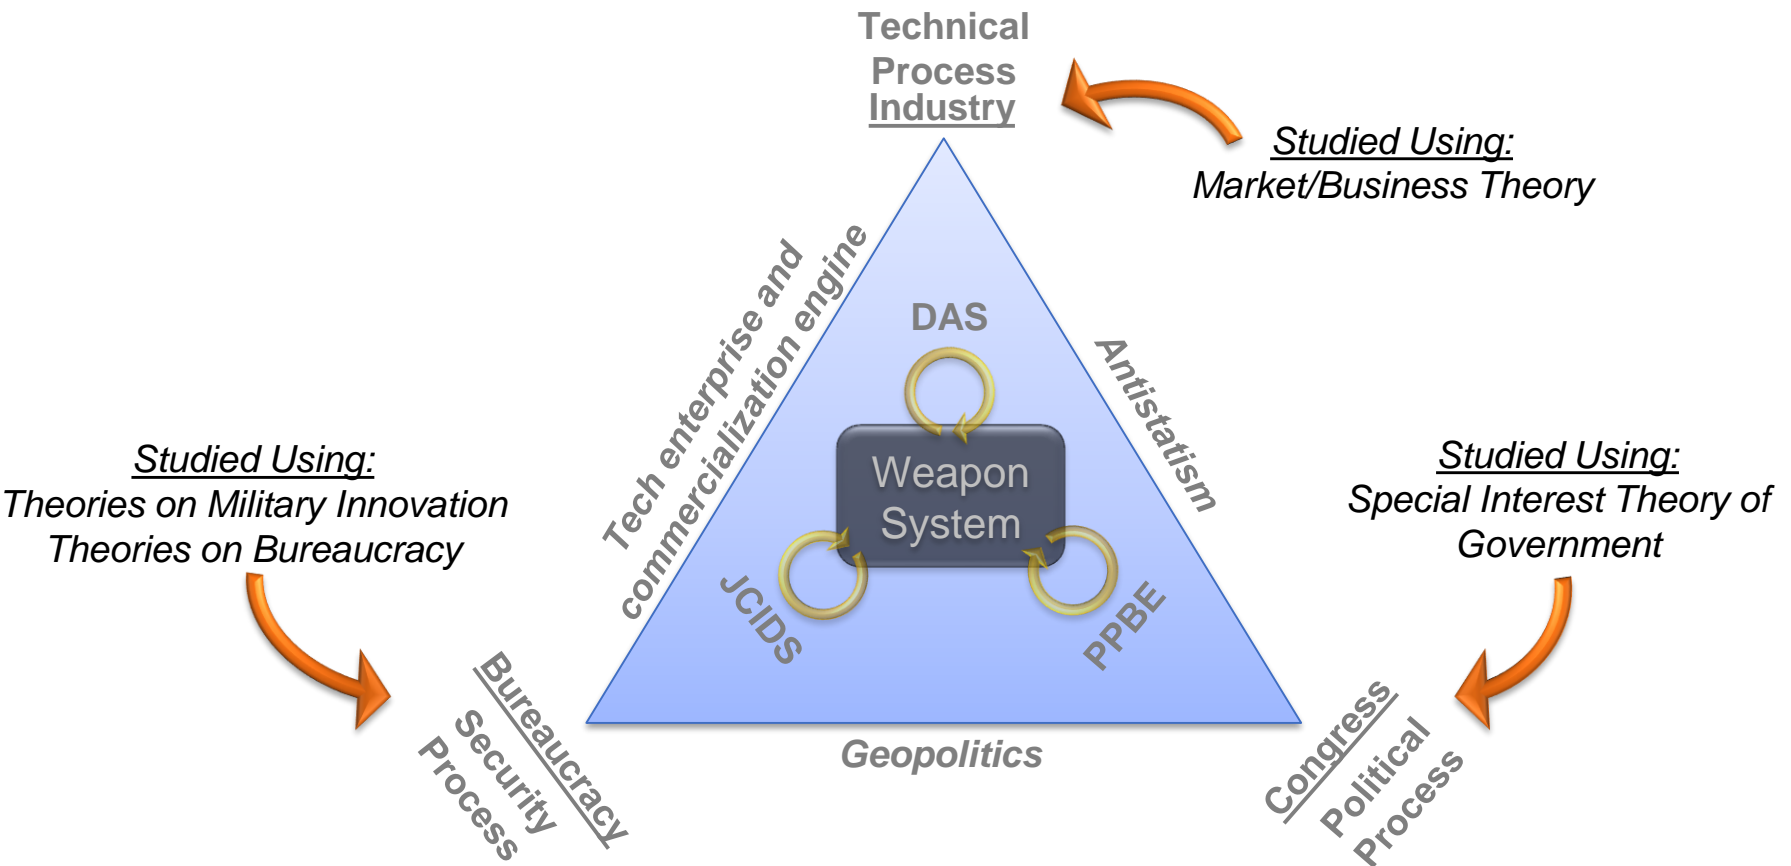 Technical
Process
Industry
Studied Using:
Market/Business Theory
Tech enterprise and
commercialization engine
DAS
Antistatism
Weapon
System
JCIDS
PPBE
Studied Using:
Theories on Military Innovation
Theories on Bureaucracy
Studied Using:
Special Interest Theory of
Government
Bureaucracy
Security
Process
Geopolitics
Congress
Political
Process